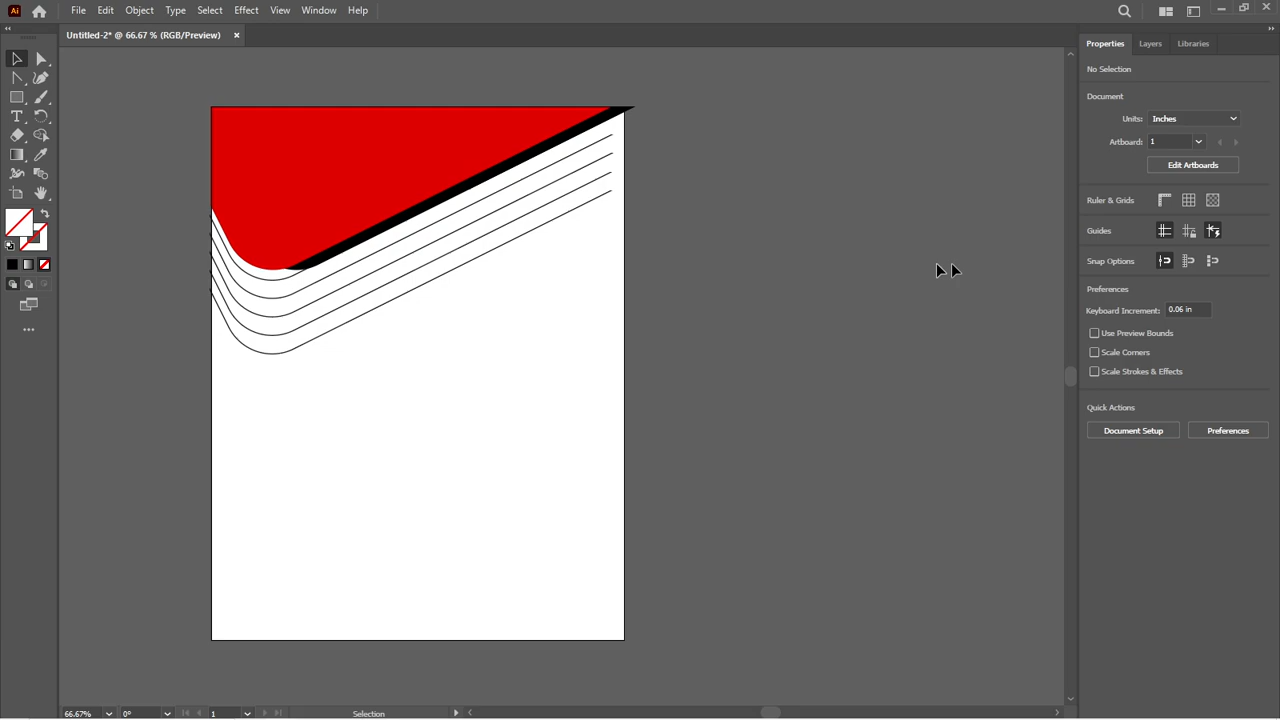 Ai File Edit Object Type Select Effect View Window Help
Untitled-2* @ 66.67 % (RGB/Preview) ×
Properties Layers Libraries
No Selection
Document
Units: Inches
Artboard: 1
Edit Artboards
Ruler & Grids
Guides
Snap Options
Preferences
Keyboard Increment: 0.06 in
Use Preview Bounds
Scale Corners
Scale Strokes & Effects
Quick Actions
Document Setup Preferences
66.67% 0° 1 Selection